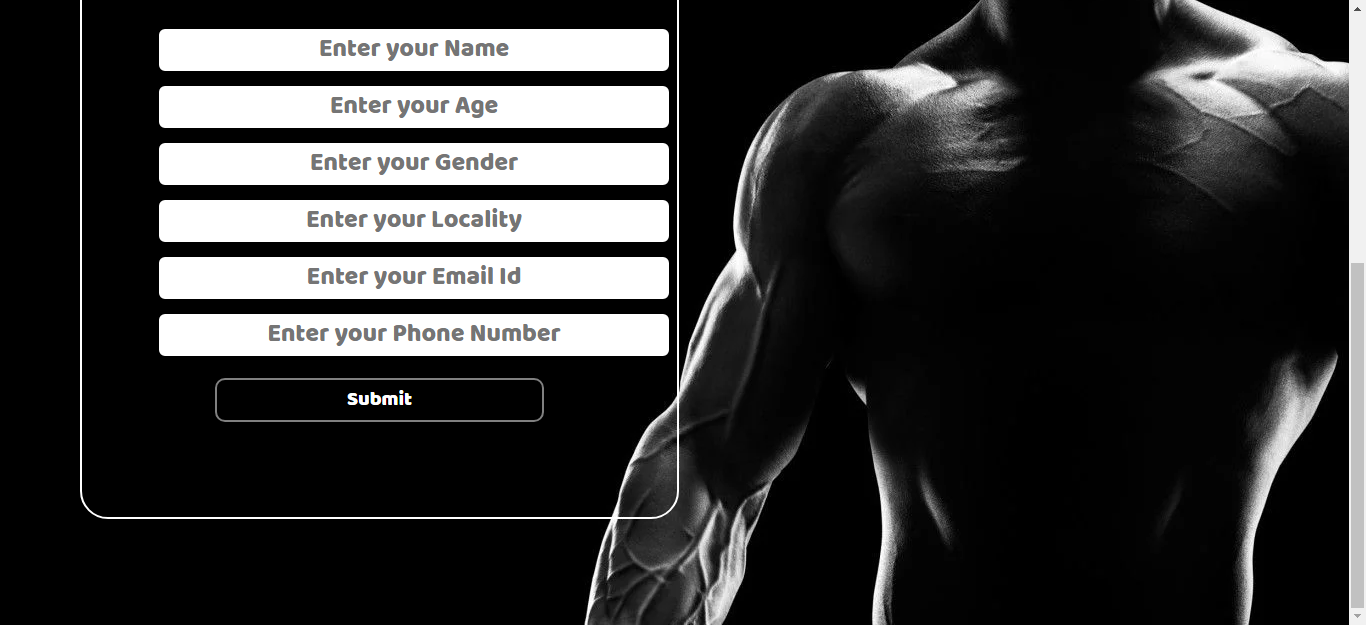 Enter your Name
Enter your Age
Enter your Gender
Enter your Locality
Enter your Email Id
Enter your Phone Number
Submit